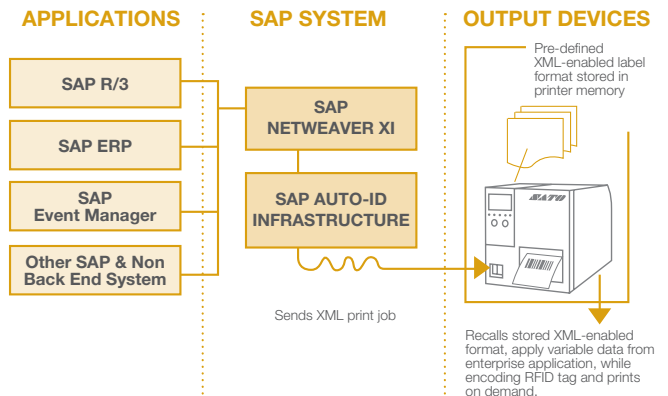 APPLICATIONS
SAP R/3
SAP ERP
SAP
Event Manager
Other SAP & Non
Back End System
SAP SYSTEM
SAP
NETWEAVER XI
SAP AUTO-ID
INFRASTRUCTURE
Sends XML print job
OUTPUT DEVICES
Pre-defined
XML-enabled label
format stored in
printer memory
SATO
Recalls stored XML-enabled
format, apply variable data from
enterprise application, while
encoding RFID tag and prints
on demand.